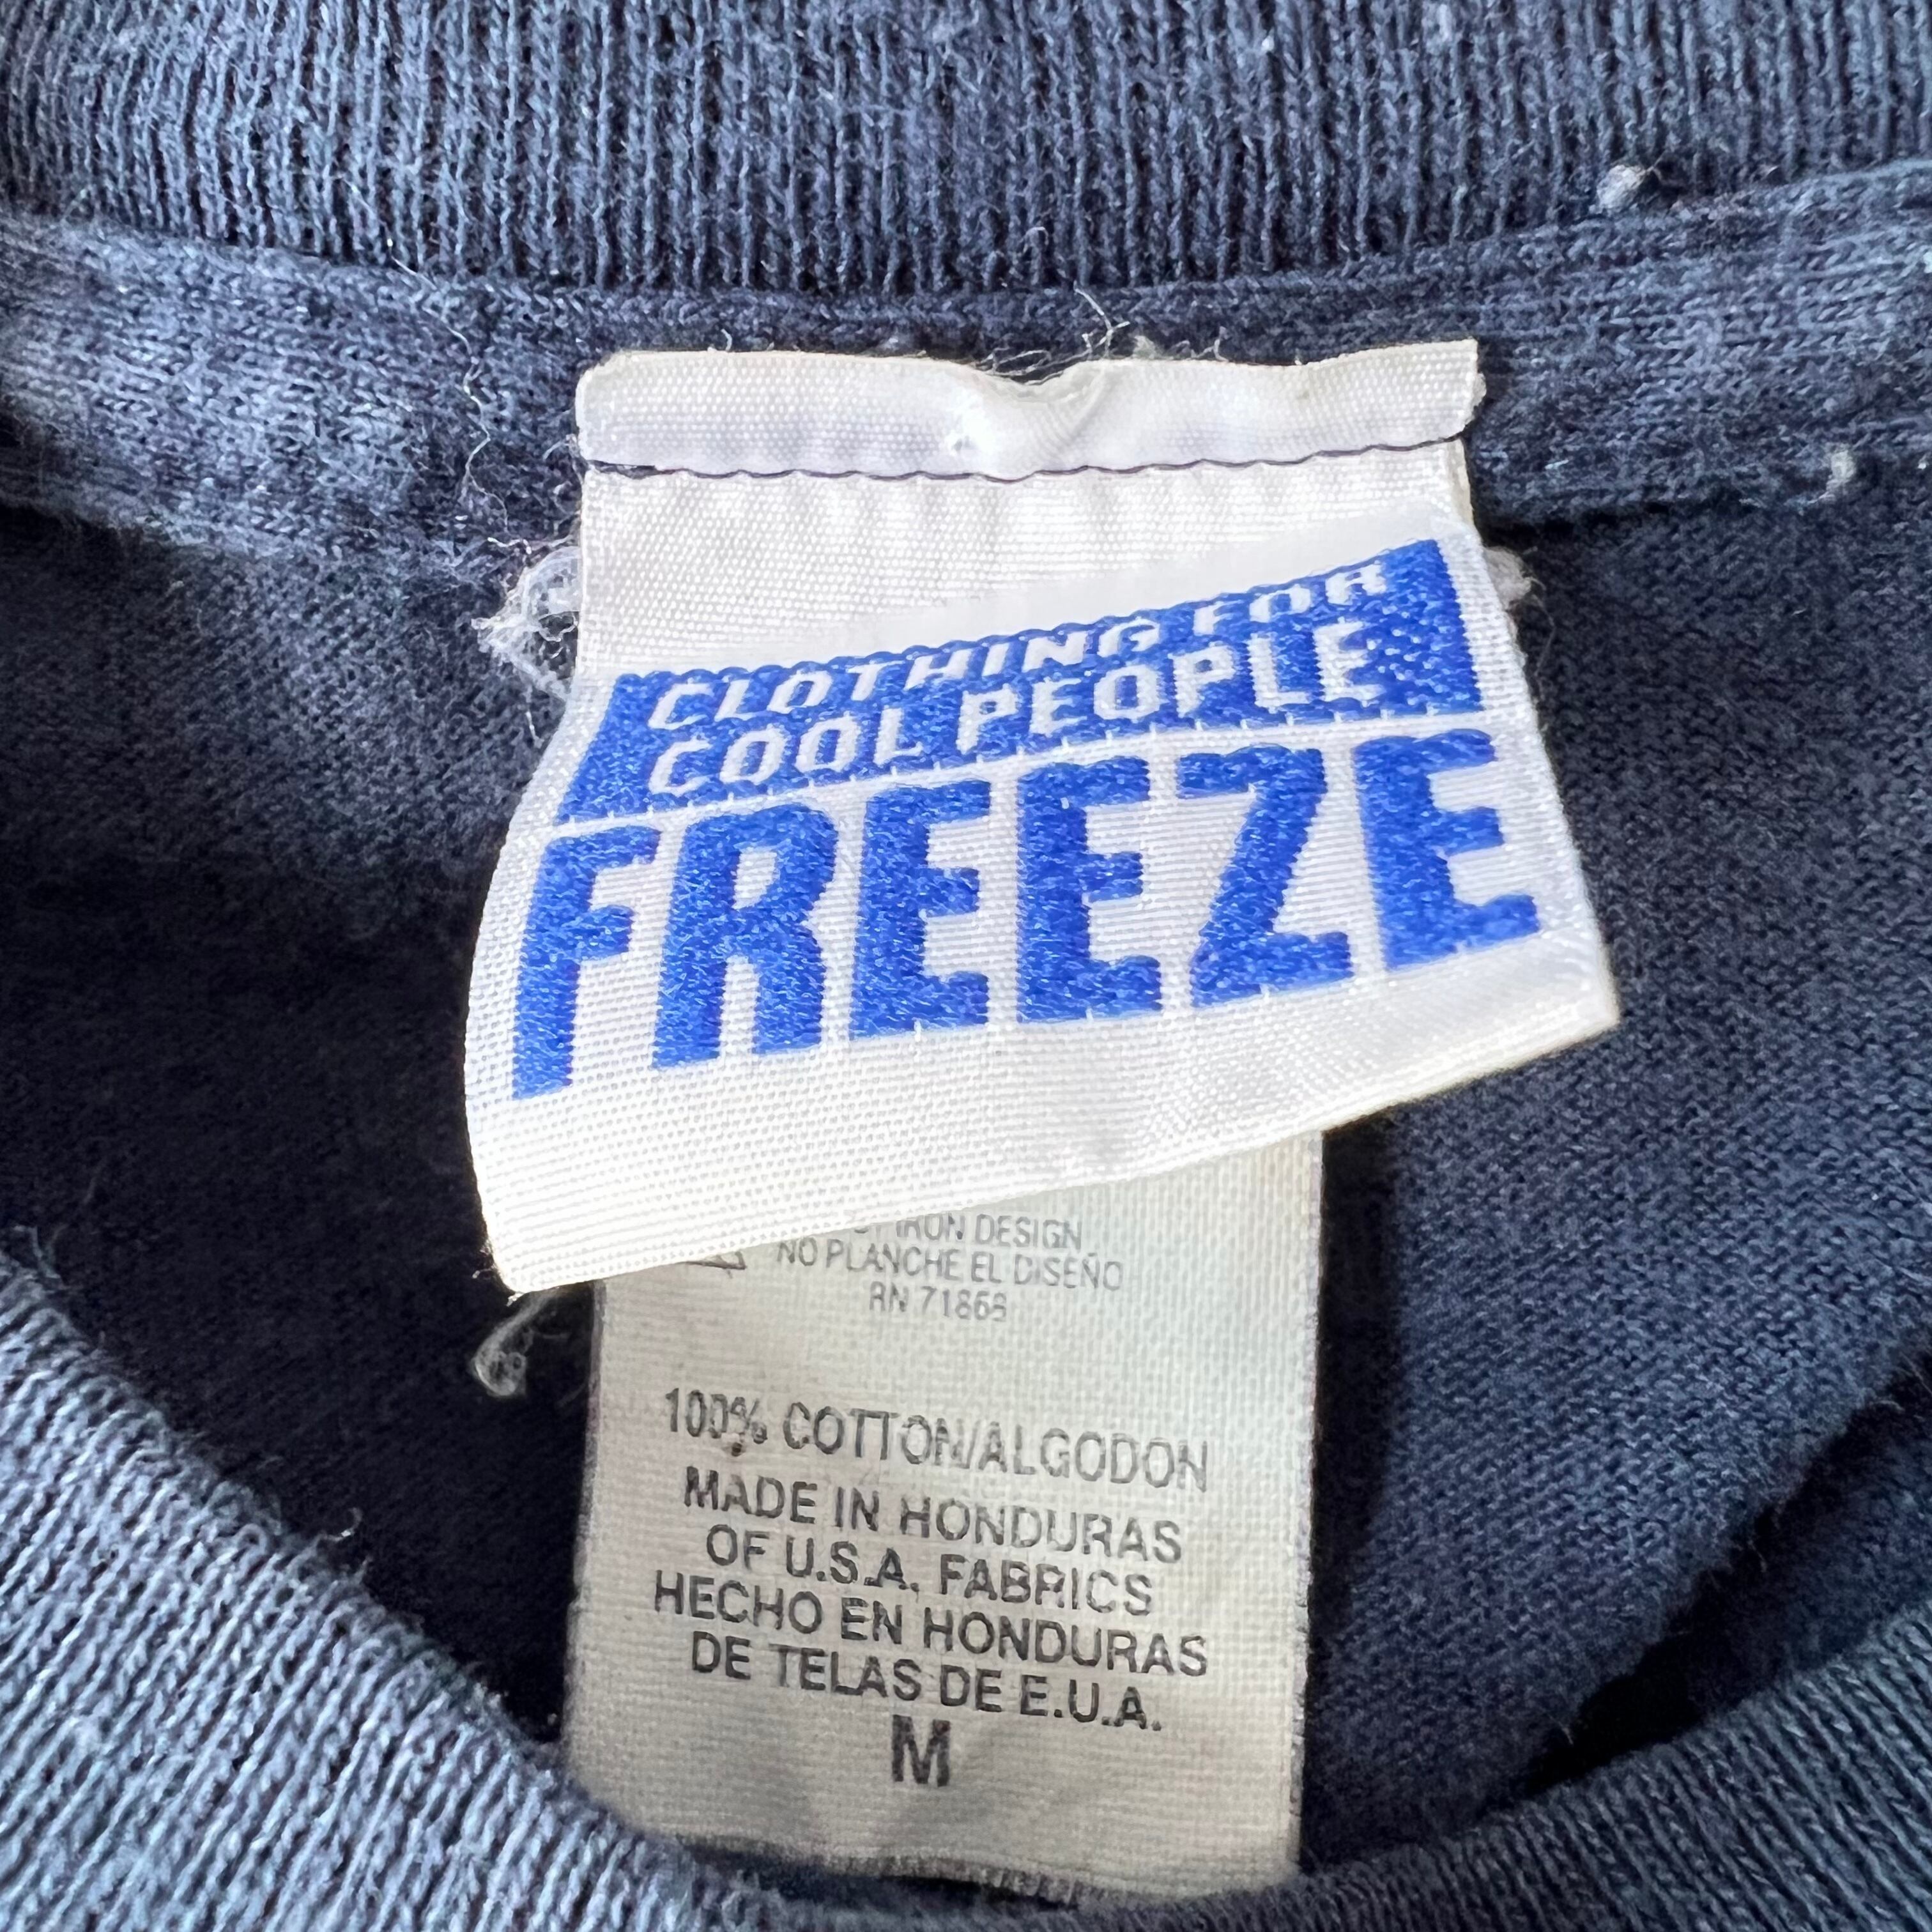 CLOTHING FOR
COOL PEOPLE
FREEZE
IRON DESIGN
NO PLANCHE EL DISEÑO
RN 71868
100% COTTON/ALGODON
MADE IN HONDURAS
OF U.S.A. FABRICS
HECHO EN HONDURAS
DE TELAS DE E.U.A.
M